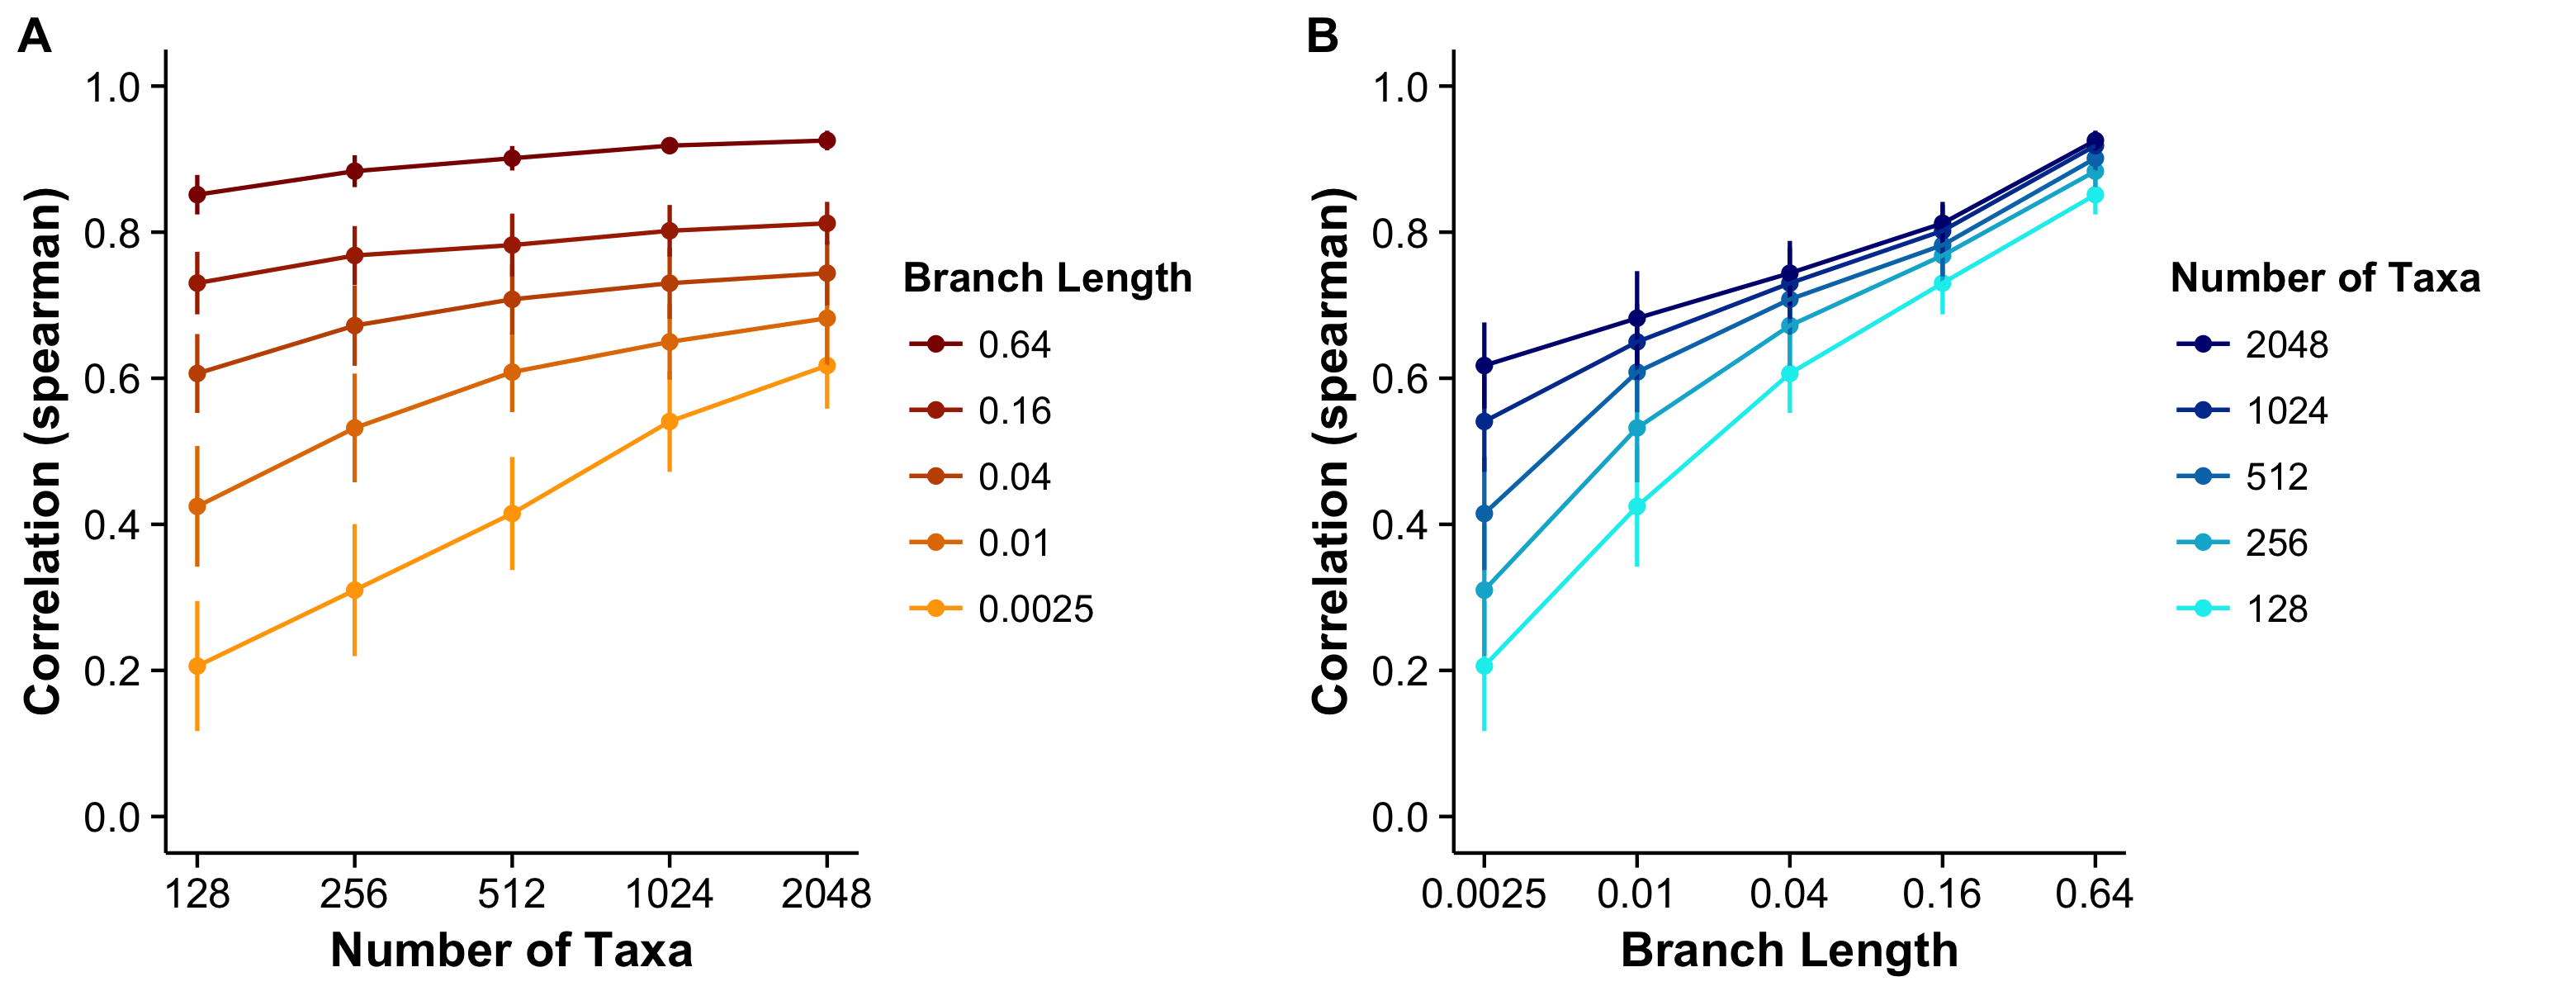 A
Correlation (spearman)
1.0
0.8
0.6
0.4
0.2
0.0
128 256 512 1024 2048
Number of Taxa
Branch Length
0.64
0.16
0.04
0.01
0.0025
B
Correlation (spearman)
1.0
0.8
0.6
0.4
0.2
0.0
0.0025 0.01 0.04 0.16 0.64
Branch Length
Number of Taxa
2048
1024
512
256
128